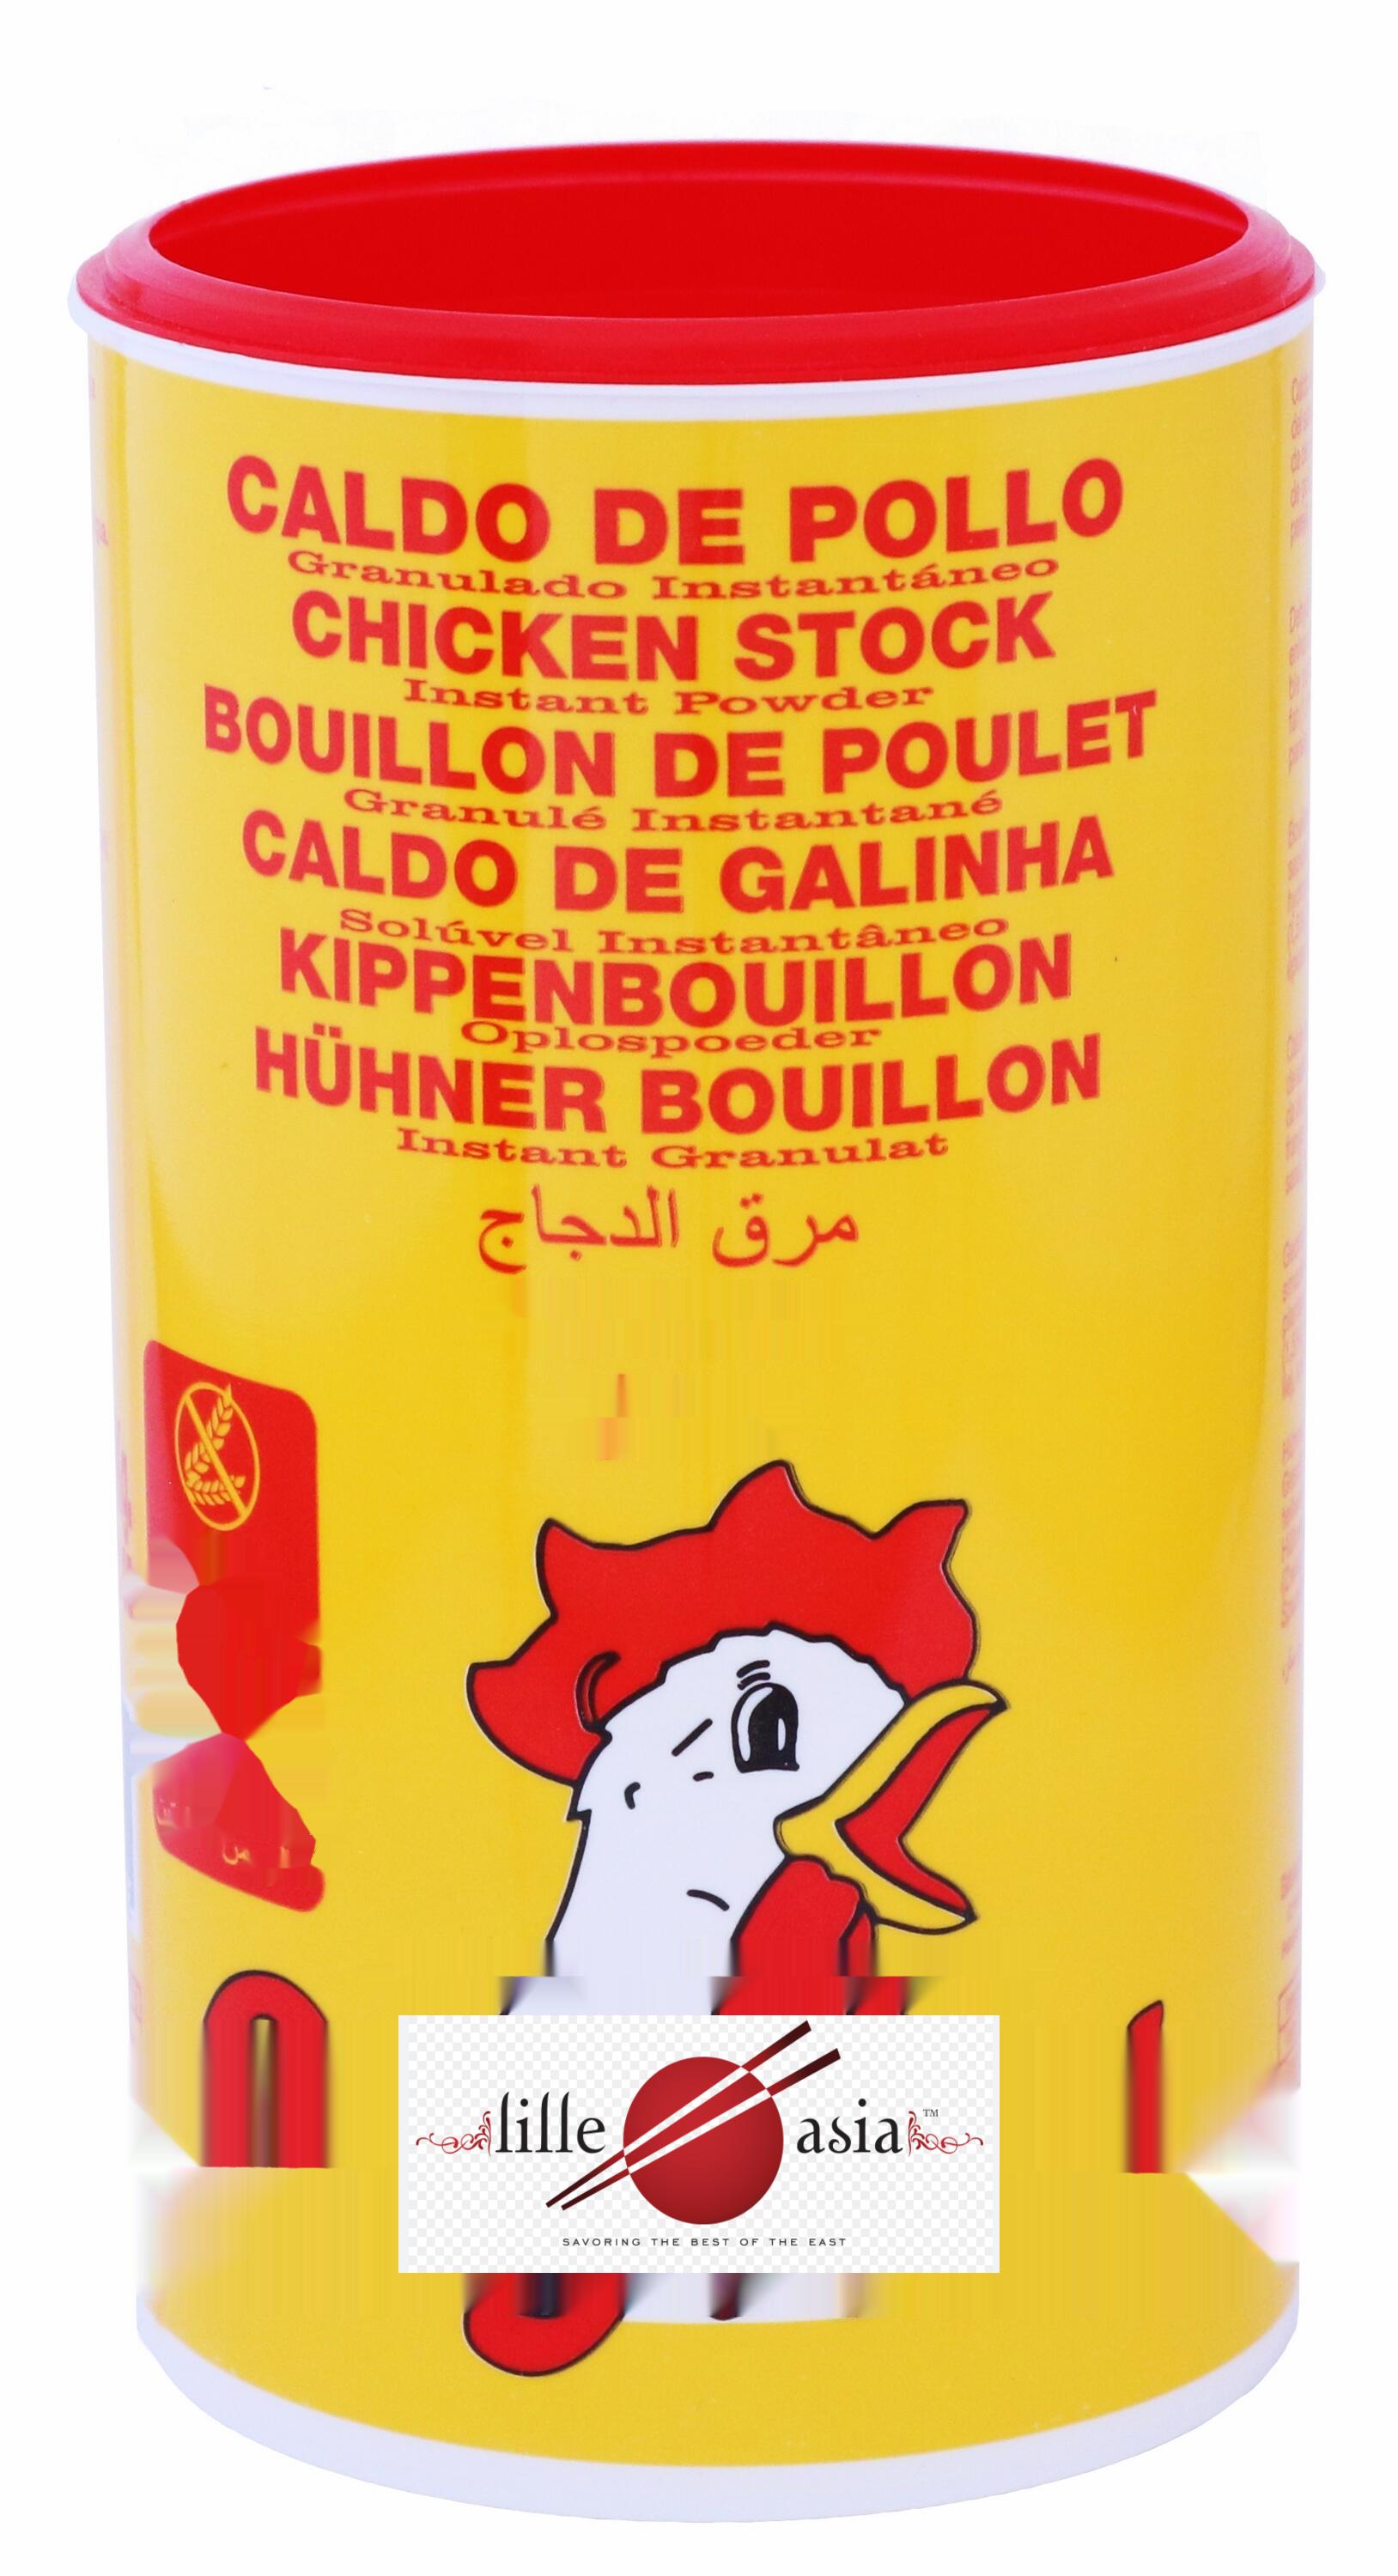 CALDO DE POLLO
Granulado Instantáneo
CHICKEN STOCK
Instant Powder
BOUILLON DE POULET
Granulé Instantané
CALDO DE GALINHA
Solúvel Instantâneo
KIPPENBOUILLON
Oplospoeder
HÜHNER BOUILLON
Instant Granulat
مرق الدجاج
lille asia™
SAVORING THE BEST OF THE EAST